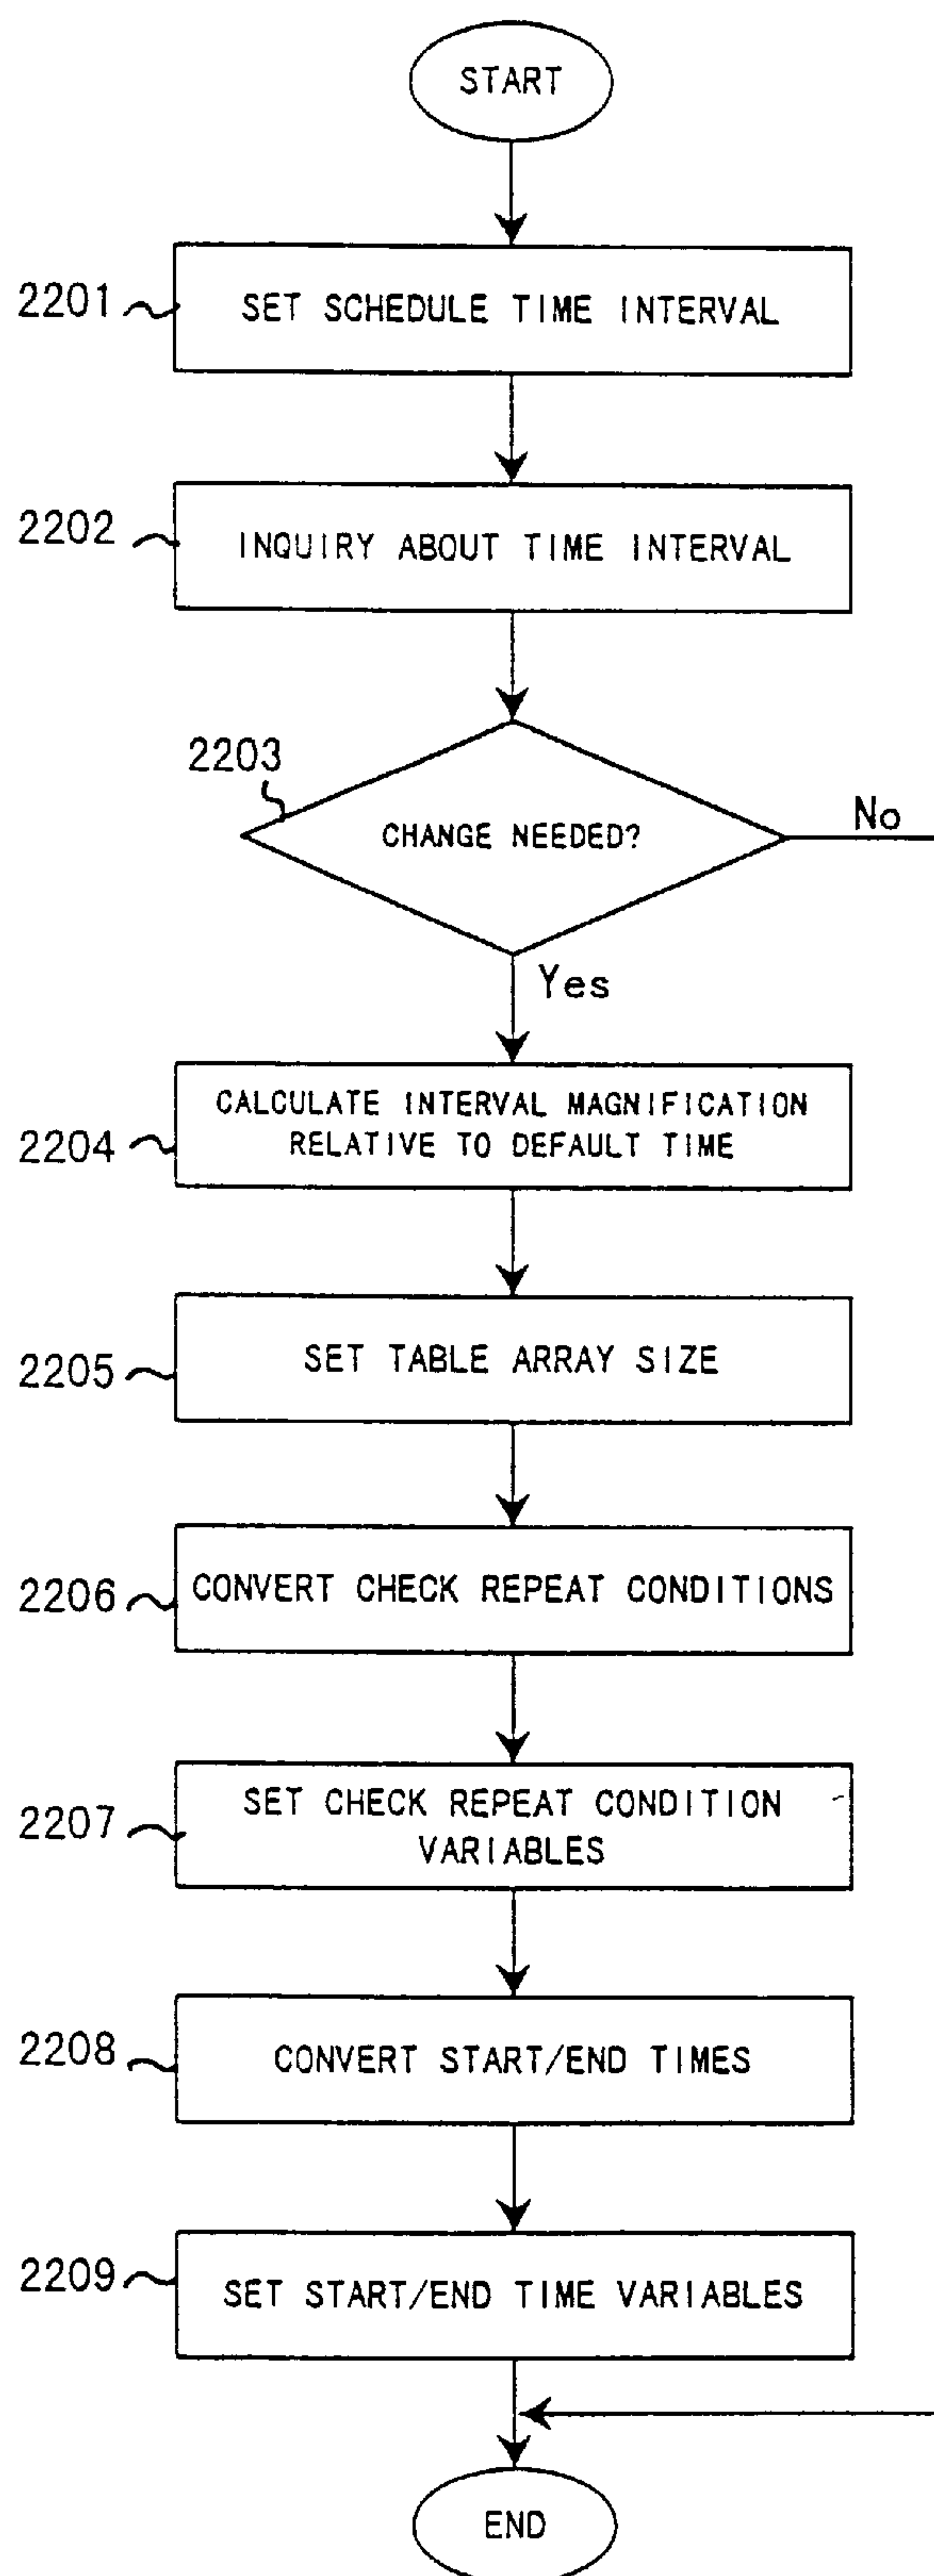 START
2201
SET SCHEDULE TIME INTERVAL
2202
INQUIRY ABOUT TIME INTERVAL
2203
CHANGE NEEDED?
No
Yes
2204
CALCULATE INTERVAL MAGNIFICATION
RELATIVE TO DEFAULT TIME
2205
SET TABLE ARRAY SIZE
2206
CONVERT CHECK REPEAT CONDITIONS
2207
SET CHECK REPEAT CONDITION
VARIABLES
2208
CONVERT START/END TIMES
2209
SET START/END TIME VARIABLES
END